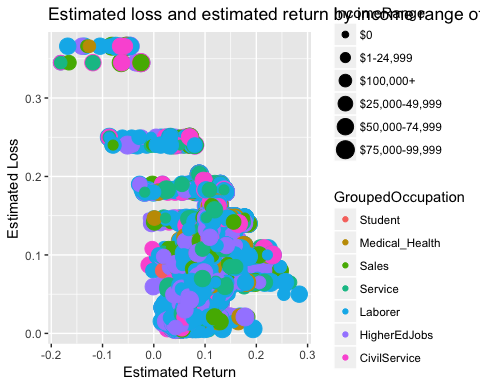 Estimated loss and estimated return by income range of
IncomeRange
$0
$1-24,999
$100,000+
$25,000-49,999
$50,000-74,999
$75,000-99,999
GroupedOccupation
Student
Medical_Health
Sales
Service
Laborer
HigherEdJobs
CivilService
Estimated Loss
0.3
0.2
0.1
0.0
-0.2
-0.1
0.0
0.1
0.2
0.3
Estimated Return